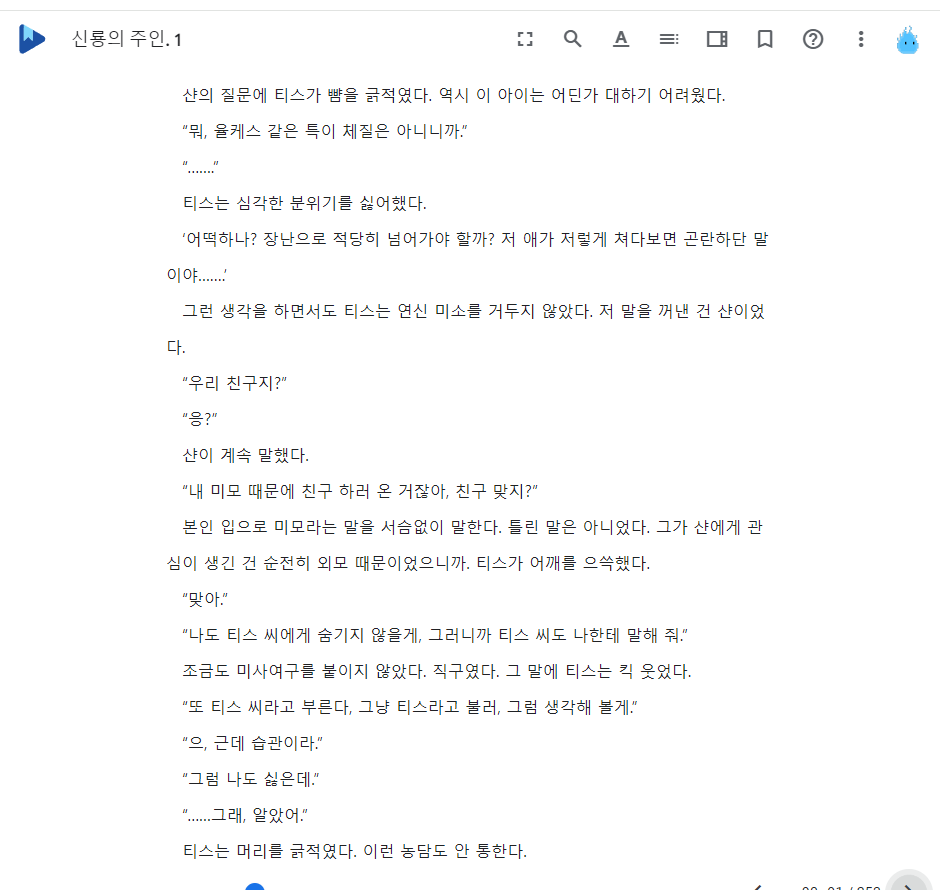 신룡의 주인. 1
샨의 질문에 티스가 뺨을 긁적였다. 역시 이 아이는 어딘가 대하기 어려웠다.
“뭐, 율케스 같은 특이 체질은 아니니까.”
“…….”
티스는 심각한 분위기를 싫어했다.
‘어떡하나? 장난으로 적당히 넘어가야 할까? 저 애가 저렇게 쳐다보면 곤란하단 말
이야…….’
그런 생각을 하면서도 티스는 연신 미소를 거두지 않았다. 저 말을 꺼낸 건 샨이었
다.
“우리 친구지?”
“응?”
샨이 계속 말했다.
“내 미모 때문에 친구 하러 온 거잖아, 친구 맞지?”
본인 입으로 미모라는 말을 서슴없이 말한다. 틀린 말은 아니었다. 그가 샨에게 관
심이 생긴 건 순전히 외모 때문이었으니까. 티스가 어깨를 으쓱했다.
“맞아.”
“나도 티스 씨에게 숨기지 않을게, 그러니까 티스 씨도 나한테 말해 줘.”
조금도 미사여구를 붙이지 않았다. 직구였다. 그 말에 티스는 킥 웃었다.
“또 티스 씨라고 부른다, 그냥 티스라고 불러, 그럼 생각해 볼게.”
“으, 근데 습관이라.”
“그럼 나도 싫은데.”
“……그래, 알았어.”
티스는 머리를 긁적였다. 이런 농담도 안 통한다.